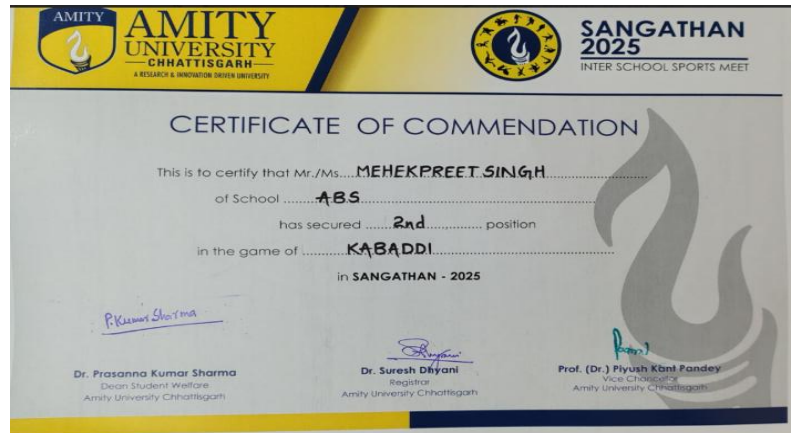 AMITY
AMITY
UNIVERSITY
CHHATTISGARH
A RESEARCH & INNOVATION DRIVEN UNIVERSITY
SANGATHAN
2025
INTER SCHOOL SPORTS MEET
CERTIFICATE OF COMMENDATION
This is to certify that Mr./Ms....MEHEKPREET SINGH
of School ........ABS
has secured ......2nd............ position
in the game of ..........KABADDI
in SANGATHAN - 2025
P. Kumar Sharma
Dr. Prasanna Kumar Sharma
Dean Student Welfare
Amity University Chhattisgarh
Dr. Suresh Dhyani
Registrar
Amity University Chhattisgarh
Prof. (Dr.) Piyush Kant Pandey
Vice Chancellor
Amity University Chhattisgarh